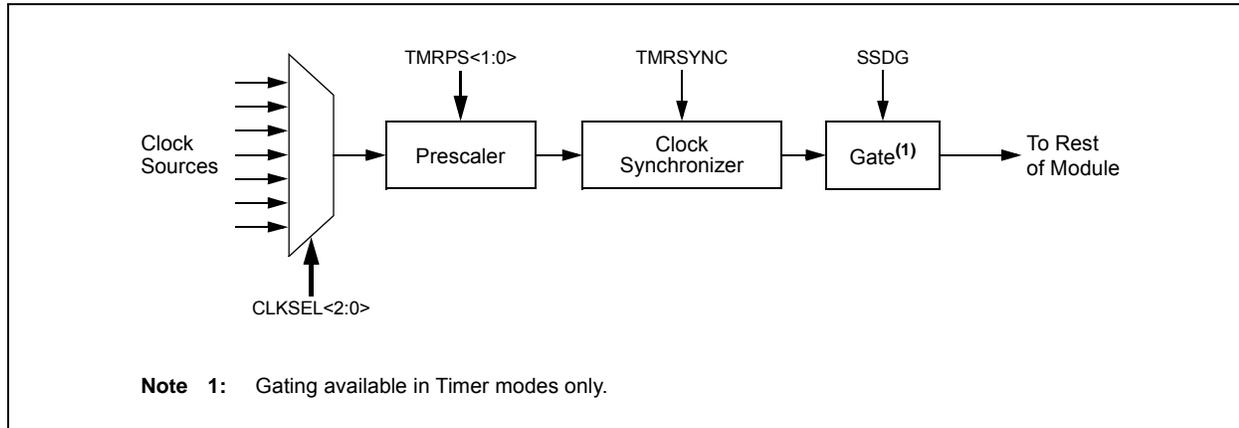 TMRPS<1:0>
TMRSYNC
SSDG
Clock
Sources
Prescaler
Clock
Synchronizer
Gate(1)
To Rest
of Module
CLKSEL<2:0>
Note 1: Gating available in Timer modes only.